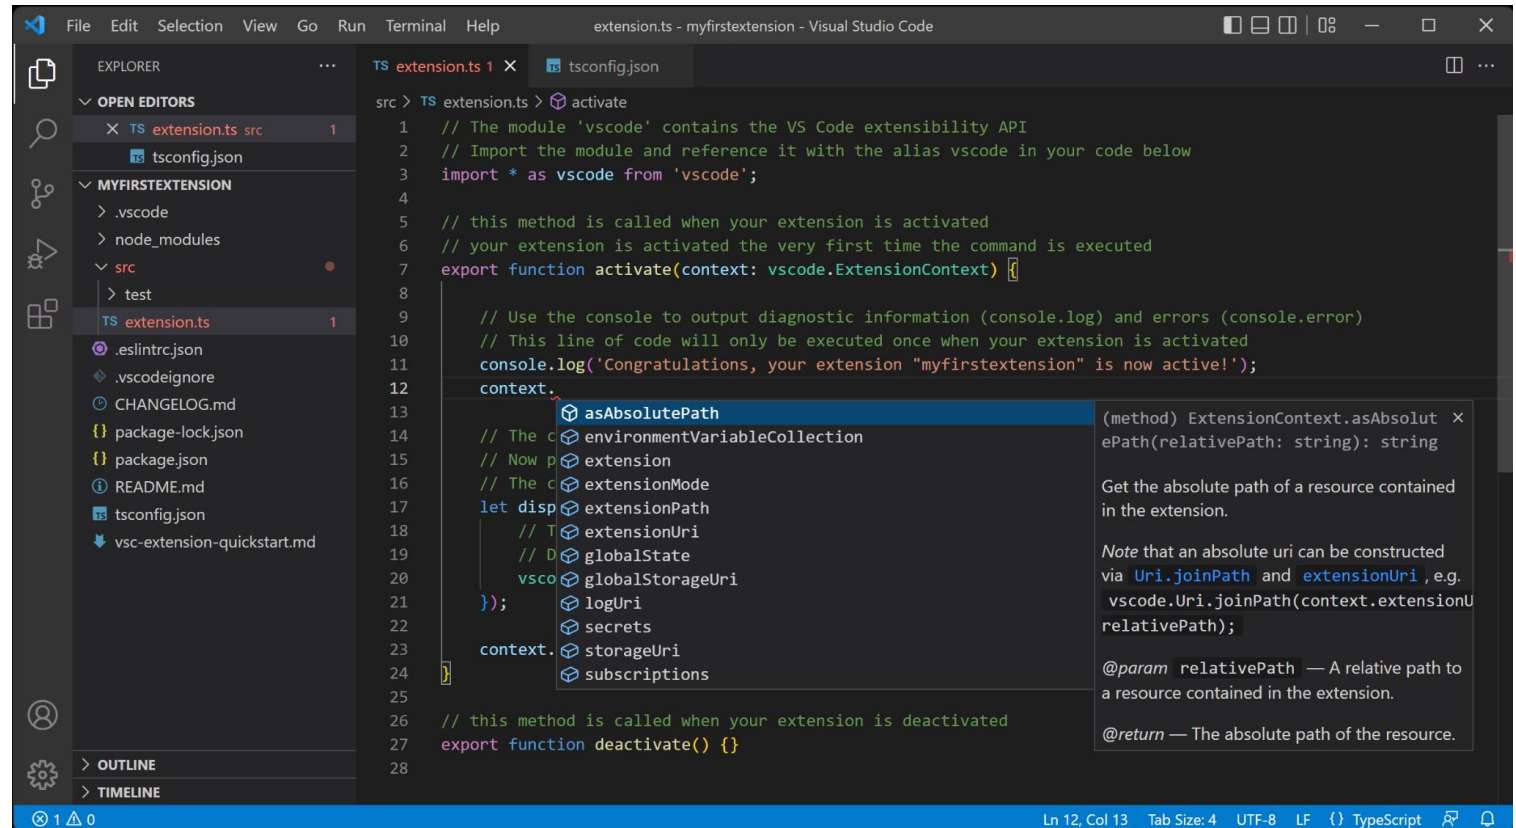 File Edit Selection View Go Run Terminal Help
extension.ts - myfirstextension - Visual Studio Code
EXPLORER
OPEN EDITORS
TS extension.ts src 1
TS tsconfig.json
MYFIRSTEXTENSION
.vscode
node_modules
src
test
TS extension.ts 1
.eslintrc.json
.vscodeignore
CHANGELOG.md
{} package-lock.json
{} package.json
README.md
TS tsconfig.json
vsc-extension-quickstart.md
OUTLINE
TIMELINE
TS extension.ts 1
TS tsconfig.json
src > TS extension.ts > activate
1 // The module 'vscode' contains the VS Code extensibility API
2 // Import the module and reference it with the alias vscode in your code below
3 import * as vscode from 'vscode';
4
5 // this method is called when your extension is activated
6 // your extension is activated the very first time the command is executed
7 export function activate(context: vscode.ExtensionContext) {
8
9 // Use the console to output diagnostic information (console.log) and errors (console.error)
10 // This line of code will only be executed once when your extension is activated
11 console.log('Congratulations, your extension "myfirstextension" is now active!');
12 context.
13
14 // The c
15 // Now p
16 // The c
17 let disp
18 // T
19 // D
20 vsco
21 });
22
23 context.
24 }
25
26 // this method is called when your extension is deactivated
27 export function deactivate() {}
28
asAbsolutePath
environmentVariableCollection
extension
extensionMode
extensionPath
extensionUri
globalState
globalStorageUri
logUri
secrets
storageUri
subscriptions
(method) ExtensionContext.asAbsolut
ePath(relativePath: string): string
Get the absolute path of a resource contained
in the extension.
Note that an absolute uri can be constructed
via Uri.joinPath and extensionUri , e.g.
vscode.Uri.joinPath(context.extensionU
relativePath);
@param relativePath — A relative path to
a resource contained in the extension.
@return — The absolute path of the resource.
1 0
Ln 12, Col 13 Tab Size: 4 UTF-8 LF {} TypeScript